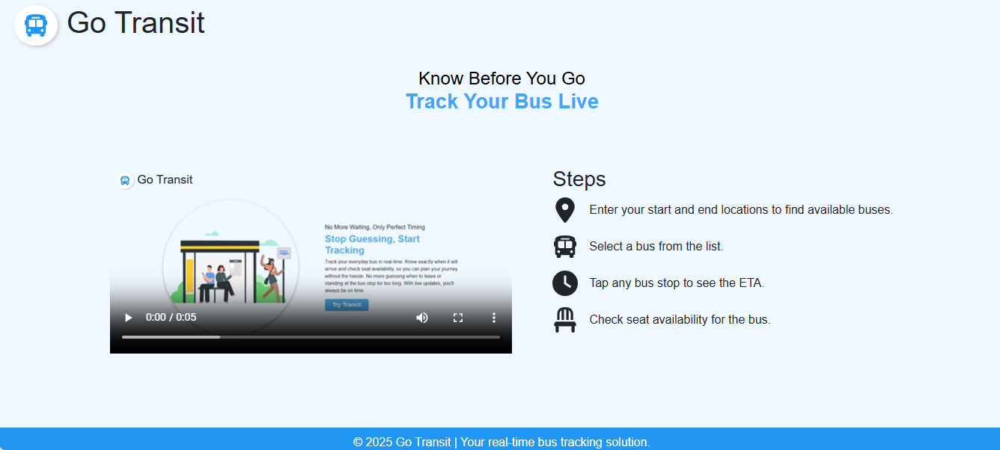 Go Transit
Know Before You Go
Track Your Bus Live
Go Transit
No More Waiting, Only Perfect Timing
Stop Guessing, Start
Tracking
Track your everyday bus in real-time. Know exactly when it will
arrive and check seat availability, so you can plan your journey
without the hassle. No more guessing when to leave or
standing at the bus stop for too long. With live updates, you'll
always be on time.
Try Transit
0:00 / 0:05
Steps
Enter your start and end locations to find available buses.
Select a bus from the list.
Tap any bus stop to see the ETA.
Check seat availability for the bus.
© 2025 Go Transit | Your real-time bus tracking solution.